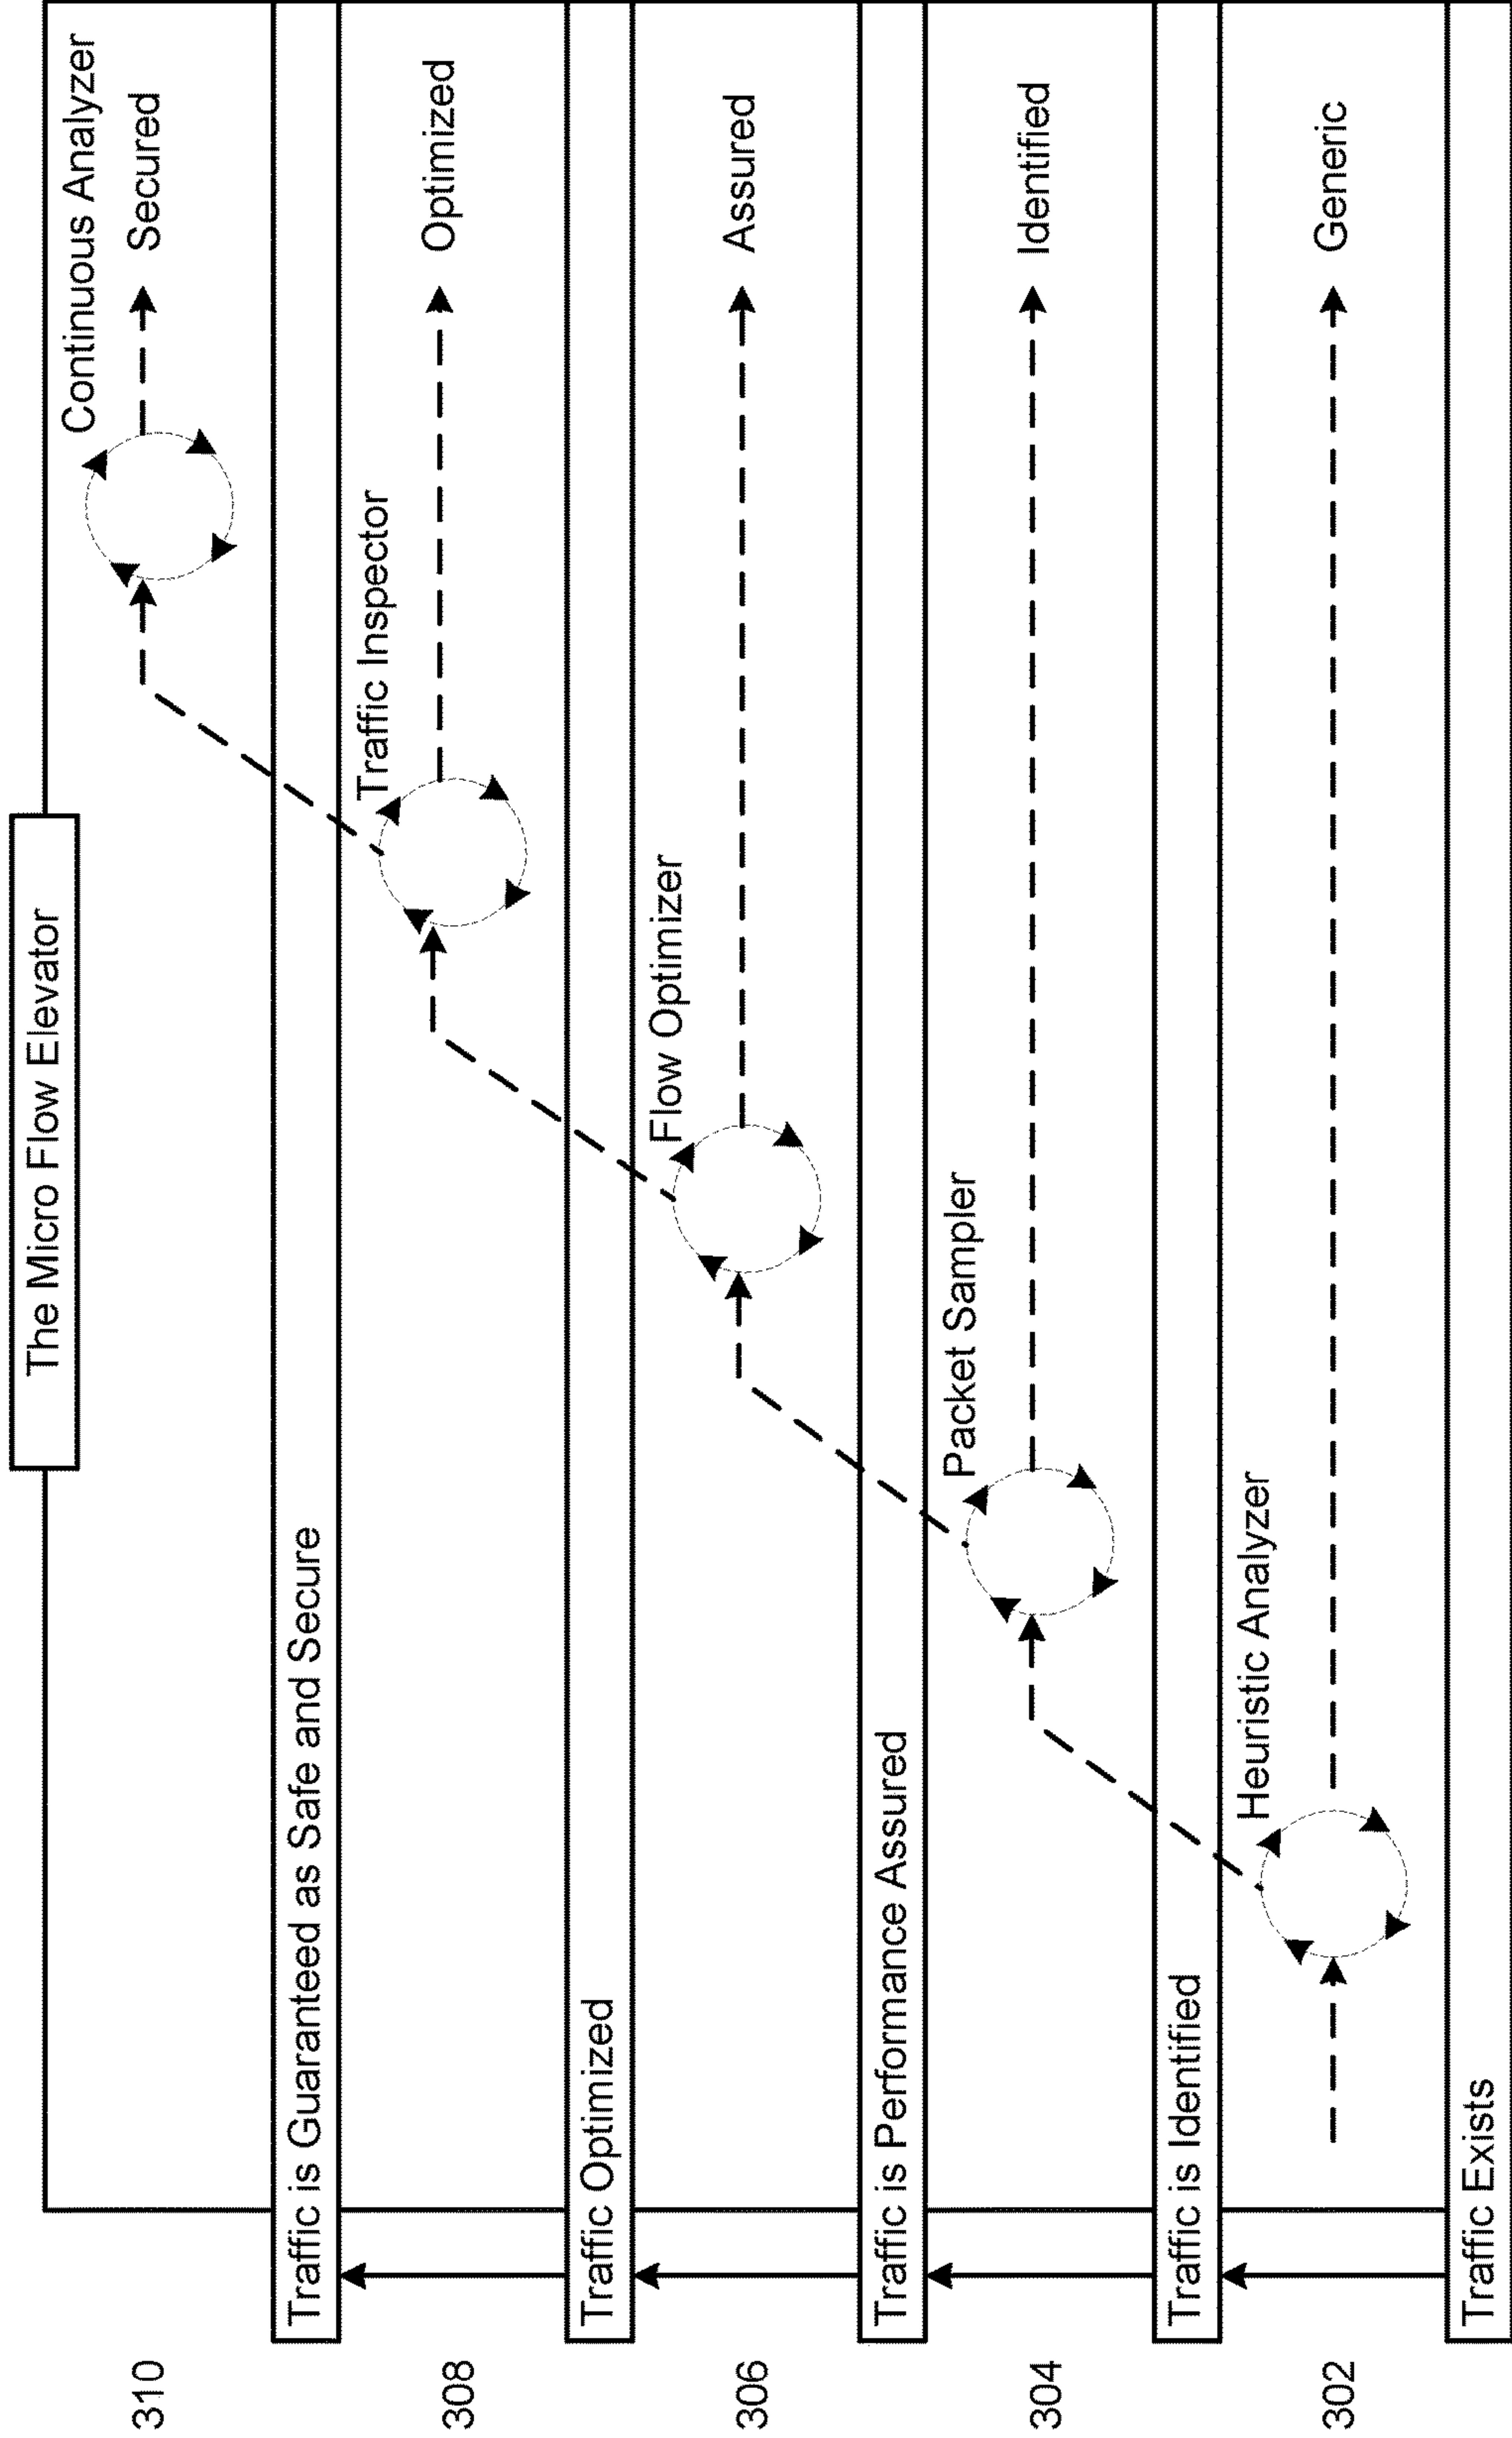 The Micro Flow Elevator
310
Continuous Analyzer
Secured
Traffic is Guaranteed as Safe and Secure
308
Traffic Inspector
Optimized
Traffic Optimized
306
Flow Optimizer
Assured
Traffic is Performance Assured
304
Packet Sampler
Identified
Traffic is Identified
302
Heuristic Analyzer
Generic
Traffic Exists